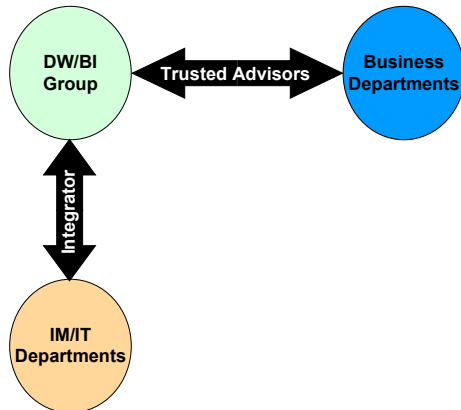 DW/BI
Group
Trusted Advisors
Business
Departments
Integrator
IM/IT
Departments